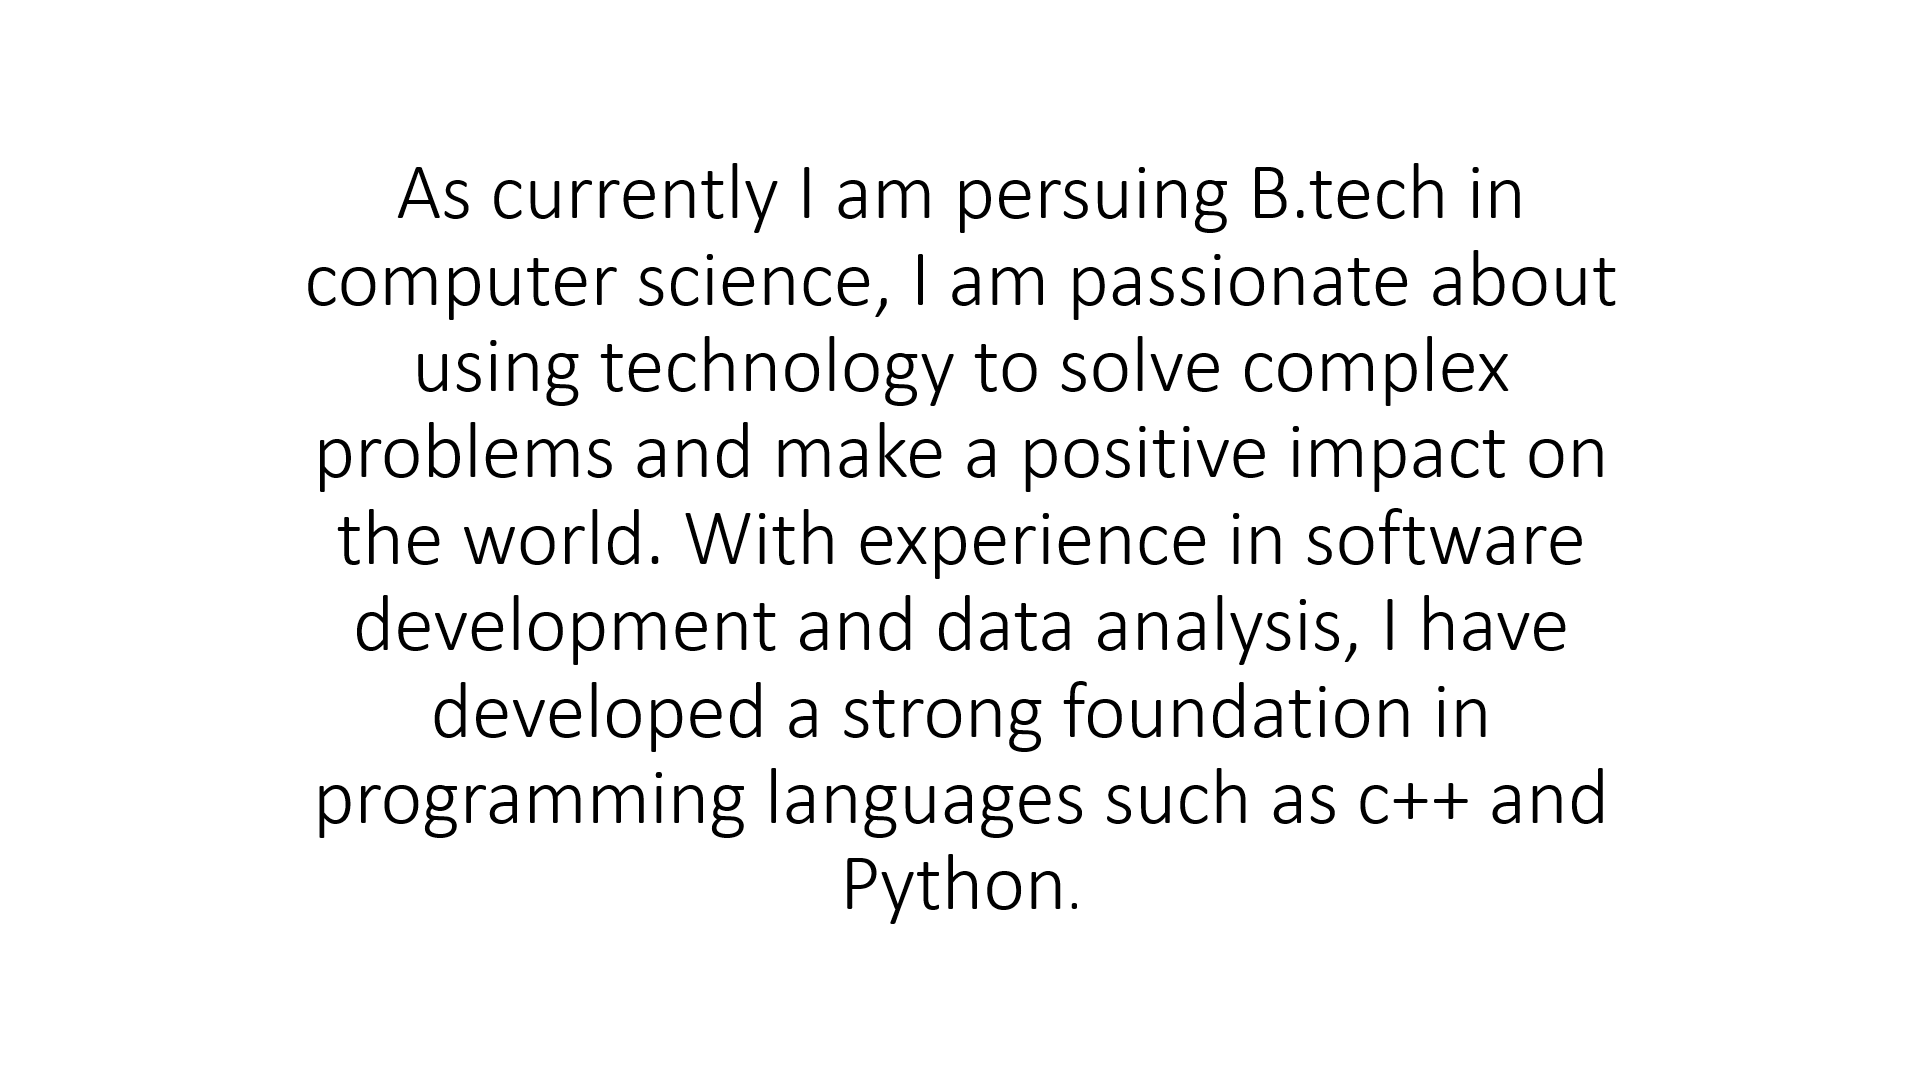 As currently I am persuing B.tech in
computer science, I am passionate about
using technology to solve complex
problems and make a positive impact on
the world. With experience in software
development and data analysis, I have
developed a strong foundation in
programming languages such as c++ and
Python.